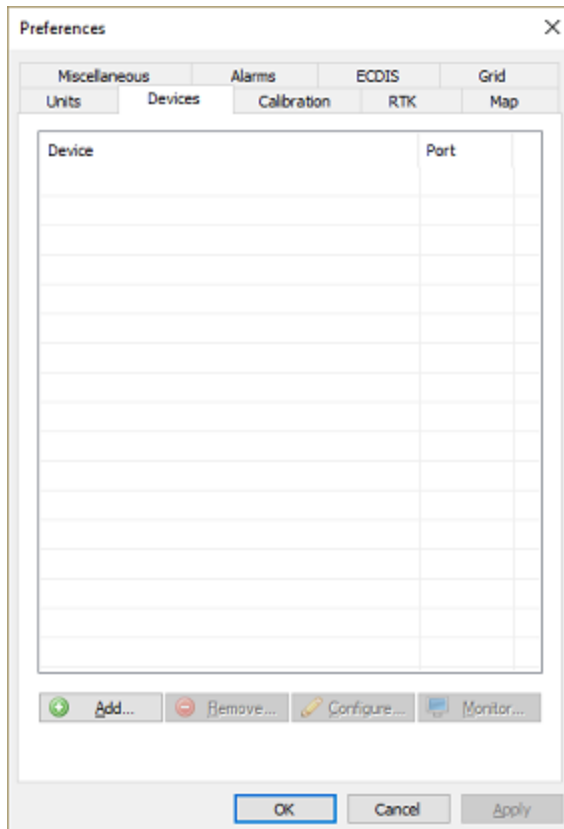 Preferences
Miscellaneous Alarms ECDIS Grid
Units Devices Calibration RTK Map
Device Port
Add... Remove... Configure... Monitor...
OK Cancel Apply